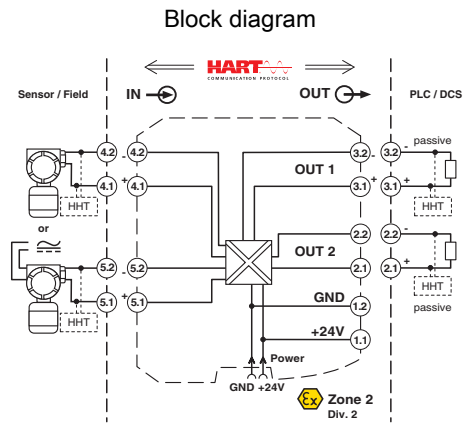 Block diagram
HART
COMMUNICATION PROTOCOL
Sensor / Field
IN
OUT
PLC / DCS
4.2 - 4.2
3.2 - 3.2 -
passive
OUT 1
4.1 + 4.1
3.1 + 3.1 +
HHT
HHT
or
2.2 2.2 -
OUT 2
5.2 - 5.2
2.1 2.1 +
HHT
5.1 + 5.1
GND
1.2
passive
HHT
+24V
1.1
Power
GND +24V
Ex
Zone 2
Div. 2